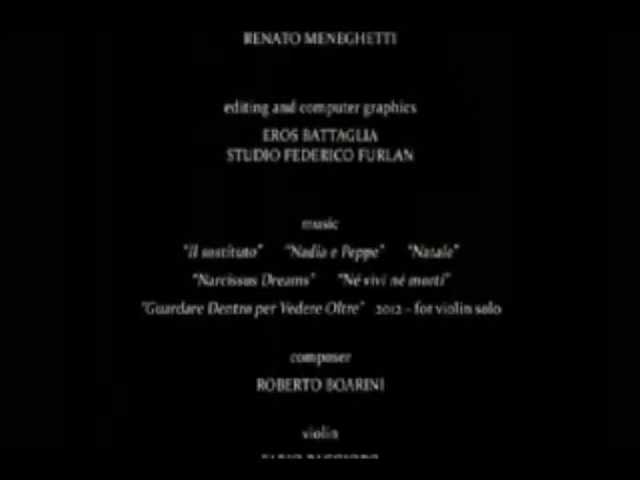 RENATO MENEGHETTI
editing and computer graphics
EROS BATTAGLIA
STUDIO FEDERICO FURLAN
music
"Il sostituto" "Nadia e Peppe" "Natale"
"Narcissus Dreams" "Né vivi né morti"
"Guardare Dentro per Vedere Oltre" 2012 - for violin solo
composer
ROBERTO BOARINI
violin